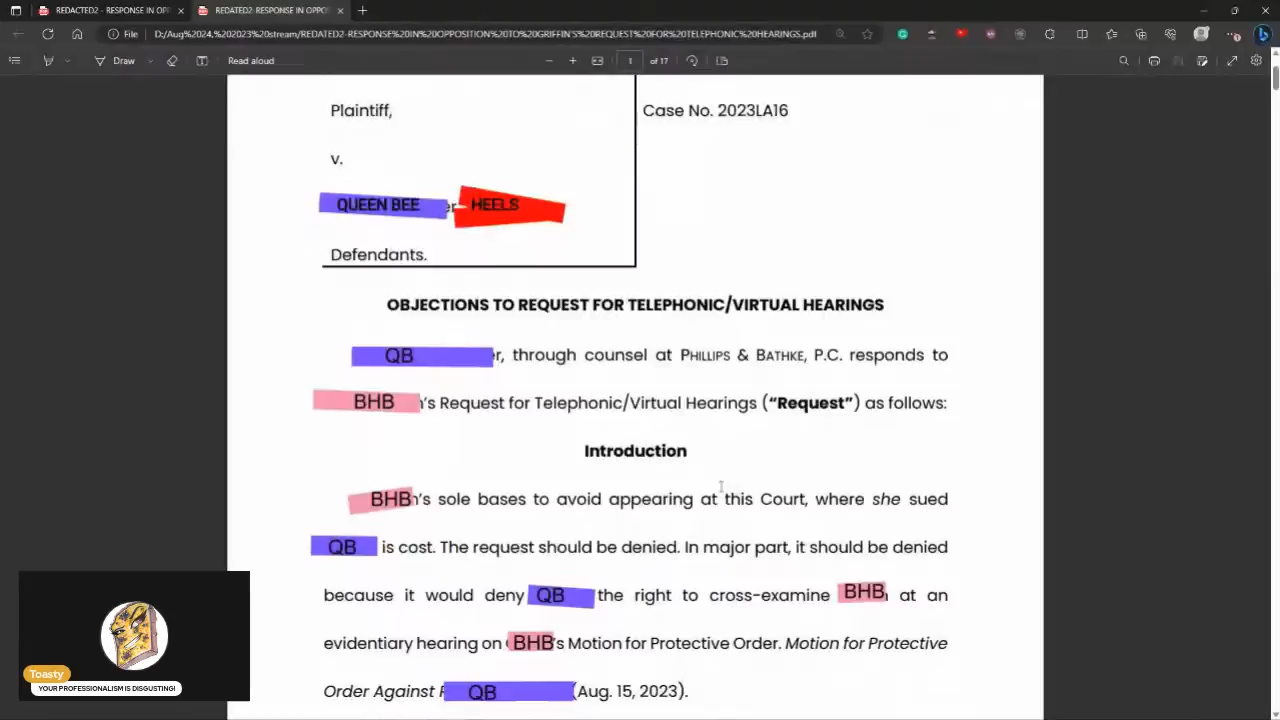 REDACTED2 - RESPONSE IN OPP
REDATED2-RESPONSE IN OPPO
File
D:/Aug%2024,%202023%20stream/REDATED2-RESPONSE%20IN%20OPPOSITION%20TO%20GRIFFIN'S%20REQUEST%20FOR%20TELEPHONIC%20HEARINGS.pdf
Draw
Read aloud
1 of 17
Plaintiff,
Case No. 2023LA16
v.
QUEEN BEE er HEELS
Defendants.
OBJECTIONS TO REQUEST FOR TELEPHONIC/VIRTUAL HEARINGS
QB r, through counsel at PHILLIPS & BATHKE, P.C. responds to
BHB 's Request for Telephonic/Virtual Hearings ("Request") as follows:
Introduction
BHB 's sole bases to avoid appearing at this Court, where she sued
QB is cost. The request should be denied. In major part, it should be denied
because it would deny QB the right to cross-examine BHB at an
evidentiary hearing on BHB's Motion for Protective Order. Motion for Protective
Order Against QB (Aug. 15, 2023).
Toasty
YOUR PROFESSIONALISM IS DISGUSTING!